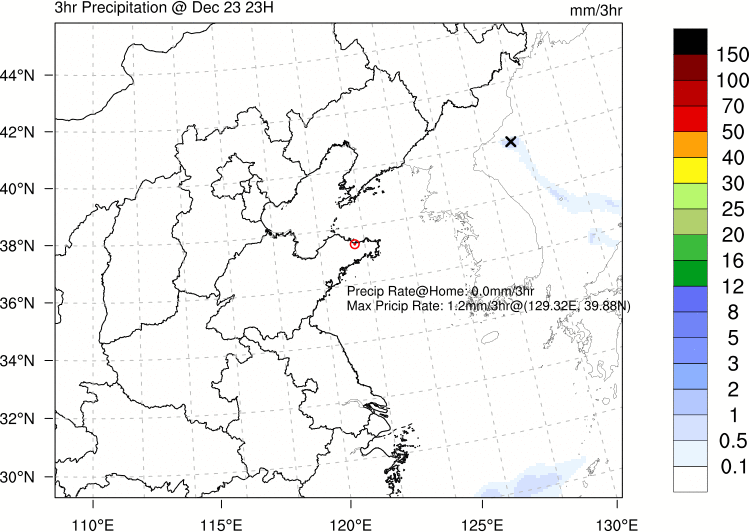 3hr Precipitation @ Dec 23 23H
mm/3hr
44°N
42°N
40°N
38°N
36°N
34°N
32°N
30°N
110°E
115°E
120°E
125°E
130°E
Precip Rate@Home: 0.0mm/3hr
Max Pricip Rate: 1.2mm/3hr@(129.32E, 39.88N)
150
100
70
50
40
30
25
20
16
12
8
5
3
2
1
0.5
0.1